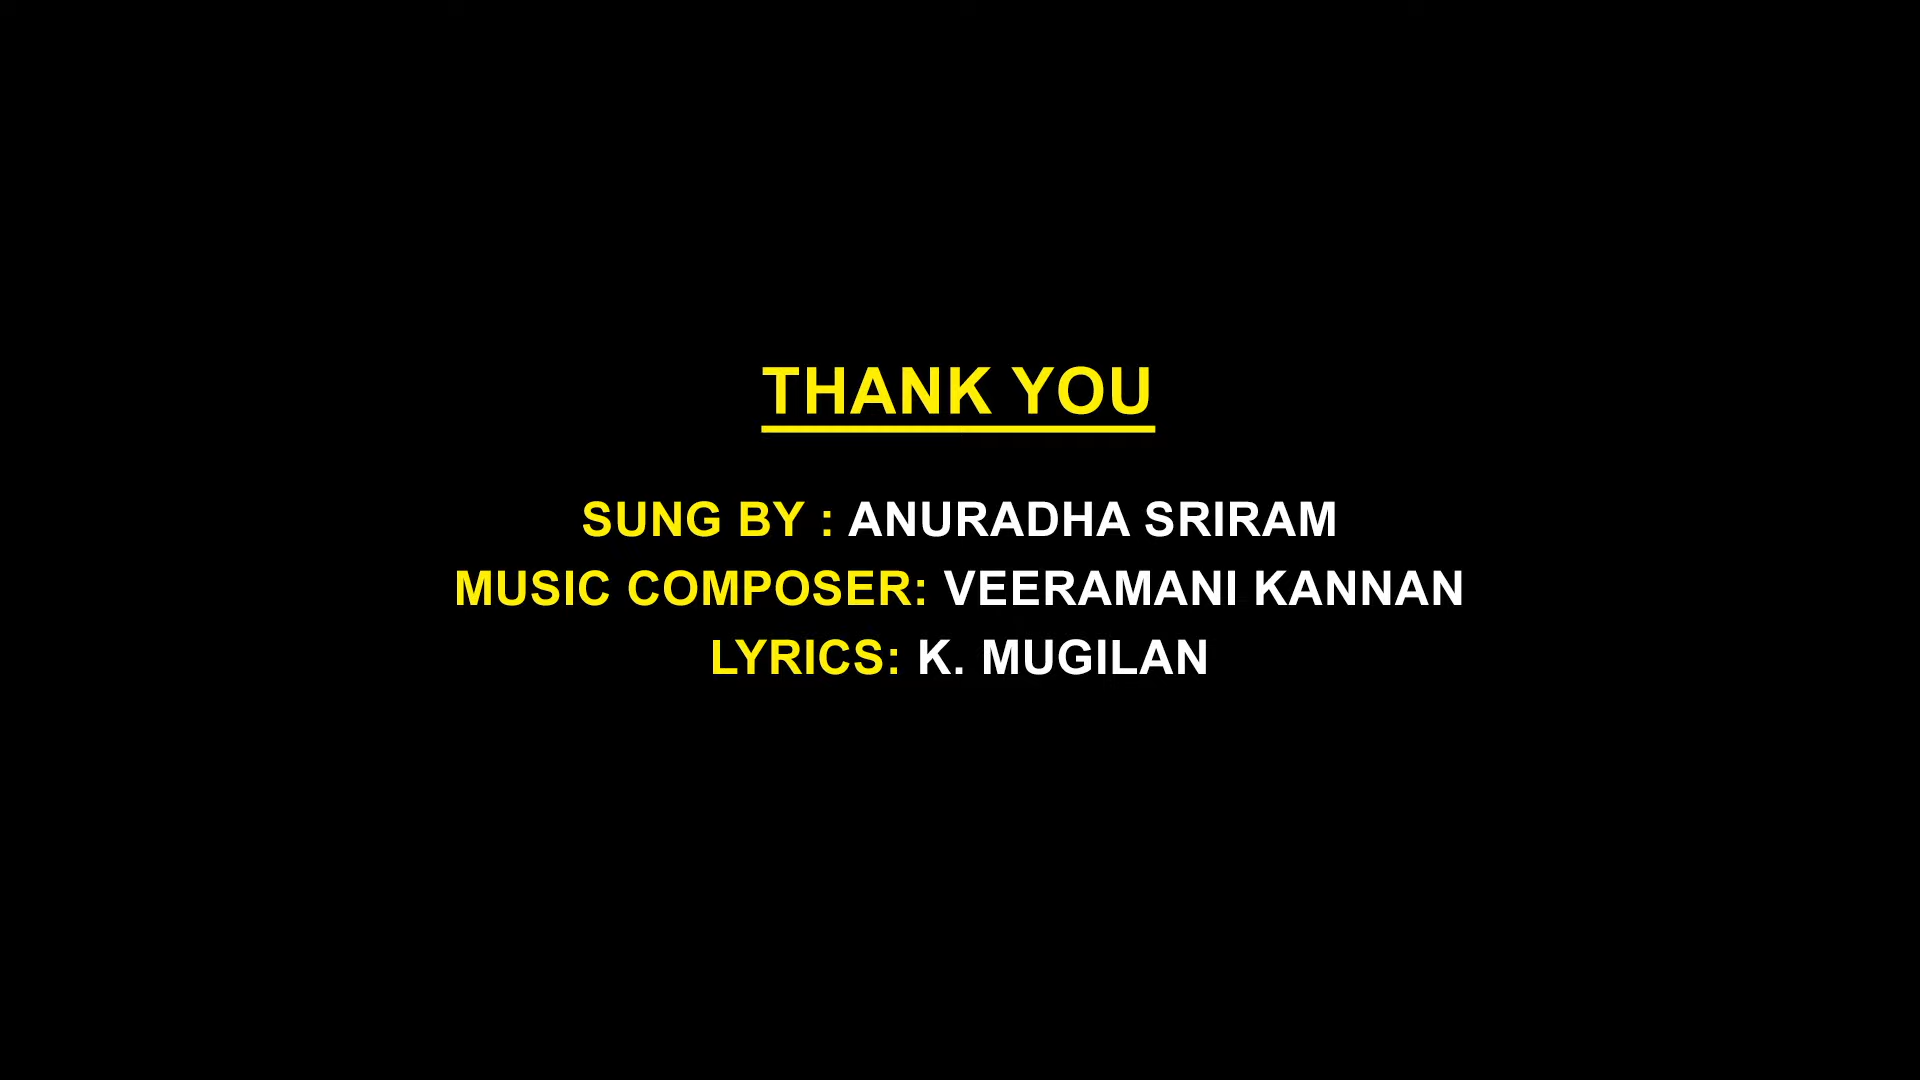 THANK YOU
SUNG BY : ANURADHA SRIRAM
MUSIC COMPOSER: VEERAMANI KANNAN
LYRICS: K. MUGILAN